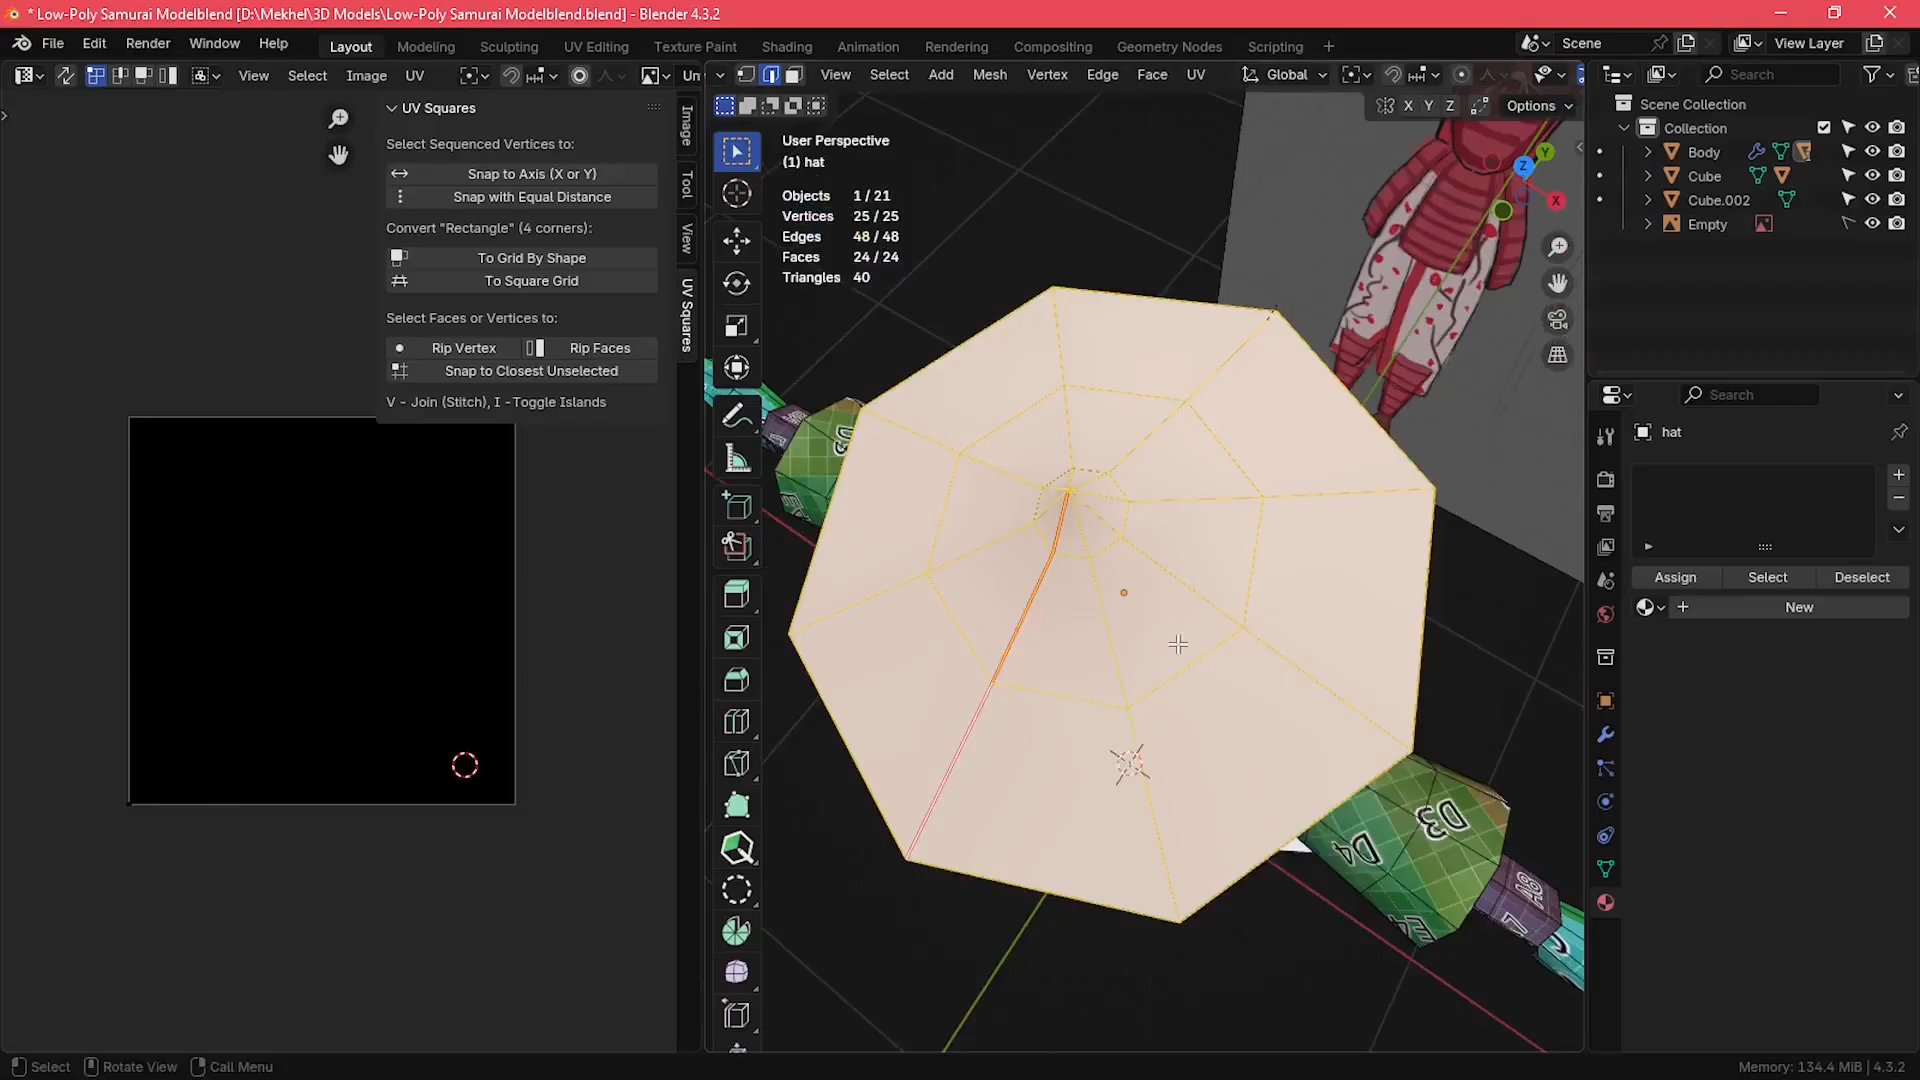 * Low-Poly Samurai Modelblend [D:\Mekhel\3D Models\Low-Poly Samurai Modelblend.blend] - Blender 4.3.2
File Edit Render Window Help
Layout Modeling Sculpting UV Editing Texture Paint Shading Animation Rendering Compositing Geometry Nodes Scripting +
Scene
View Layer
View Select Image UV
Un
View Select Add Mesh Vertex Edge Face UV
Global
Search
X Y Z
Options
UV Squares
Select Sequenced Vertices to:
Snap to Axis (X or Y)
Snap with Equal Distance
Convert "Rectangle" (4 corners):
To Grid By Shape
To Square Grid
Select Faces or Vertices to:
Rip Vertex
Rip Faces
Snap to Closest Unselected
V - Join (Stitch), I -Toggle Islands
Image
Tool
View
UV Squares
User Perspective
(1) hat
Objects 1 / 21
Vertices 25 / 25
Edges 48 / 48
Faces 24 / 24
Triangles 40
Z
Y
X
D3
D4
Scene Collection
Collection
Body
Cube
Cube.002
Empty
Search
hat
Assign
Select
Deselect
New
Select
Rotate View
Call Menu
Memory: 134.4 MiB | 4.3.2